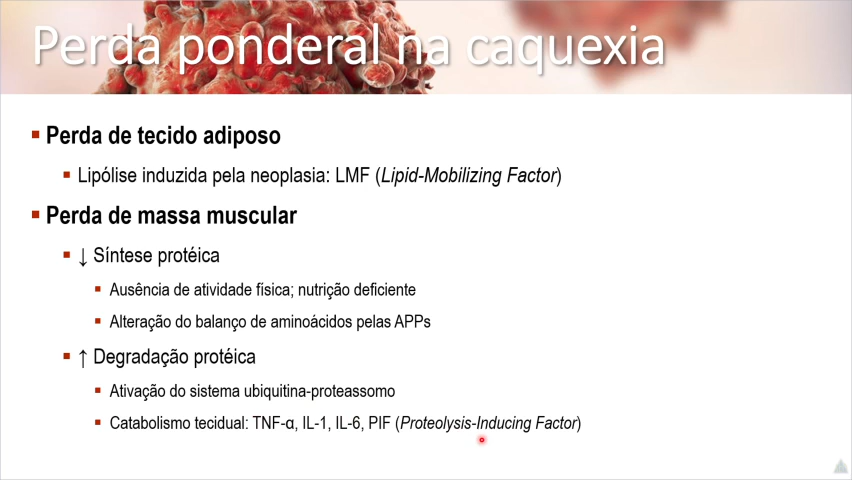 Perda ponderal na caquexia
Perda de tecido adiposo
Lipólise induzida pela neoplasia: LMF (Lipid-Mobilizing Factor)
Perda de massa muscular
↓ Síntese protéica
Ausência de atividade física; nutrição deficiente
Alteração do balanço de aminoácidos pelas APPs
↑ Degradação protéica
Ativação do sistema ubiquitina-proteassomo
Catabolismo tecidual: TNF-α, IL-1, IL-6, PIF (Proteolysis-Inducing Factor)